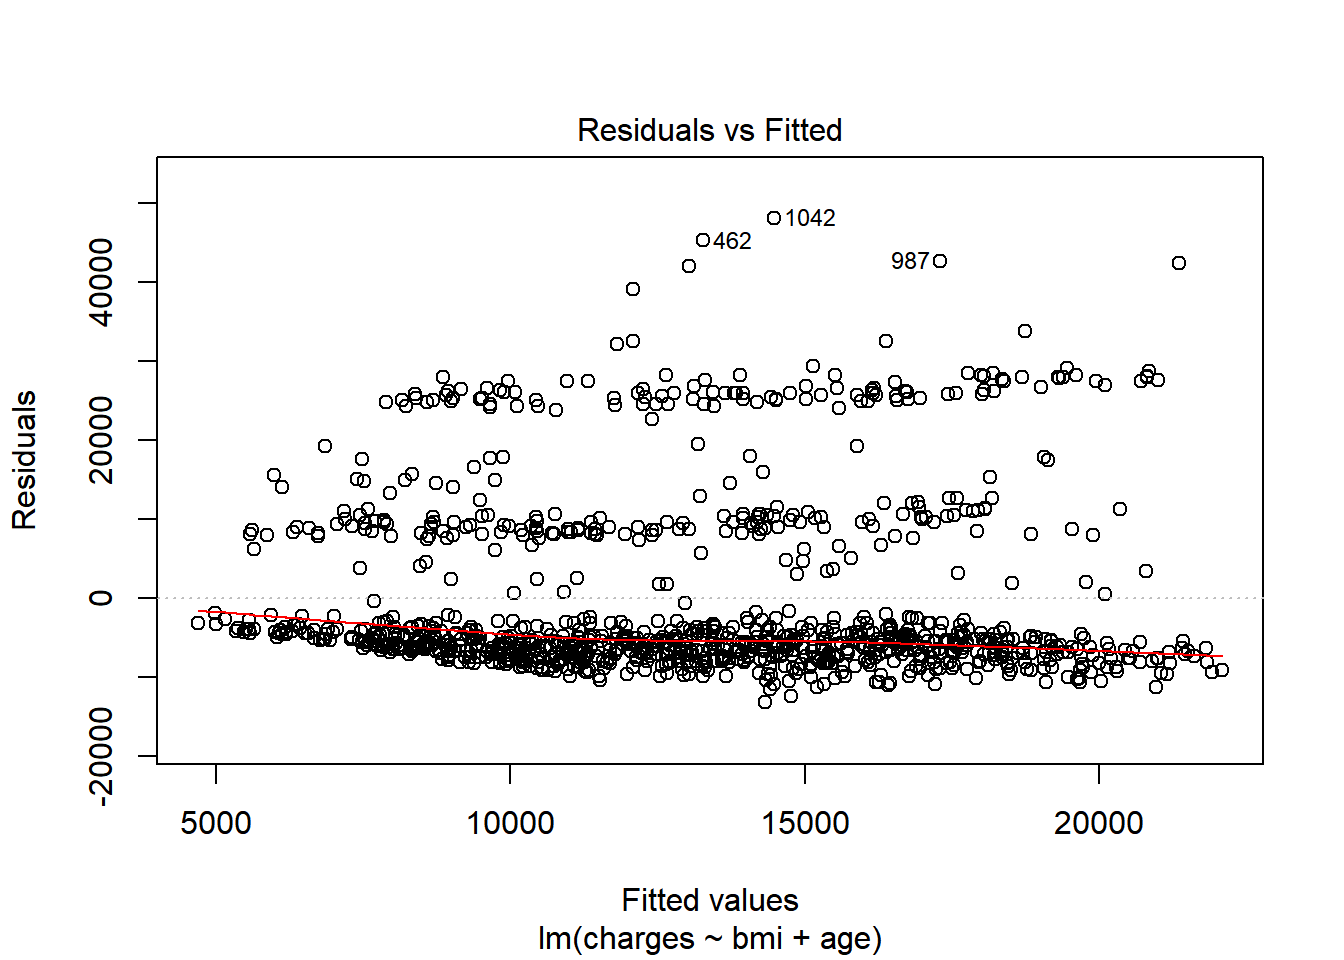 Residuals vs Fitted
1042
462
987
Residuals
40000
20000
0
-20000
5000 10000 15000 20000
Fitted values
lm(charges ~ bmi + age)